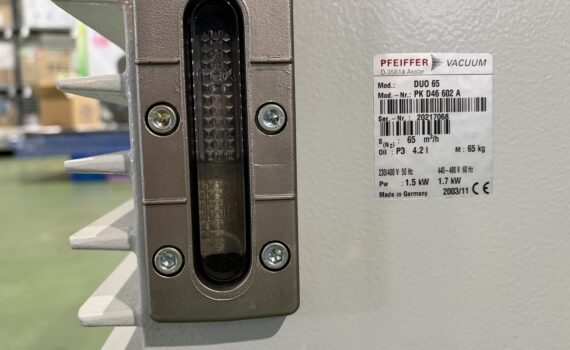 PFEIFFER VACUUM
D-35614 Asslar
Mod.: DUO 65
Mod.-Nr.: PK D46 602 A
Ser.-Nr.: 20217068
S(N₂) : 65 m³/h
Oil : P3 4.2 l M : 65 kg
230/400 V 50 Hz 440-480 V 60 Hz
Pw : 1.5 kW 1.7 kW
Made in Germany 2003/11 CE